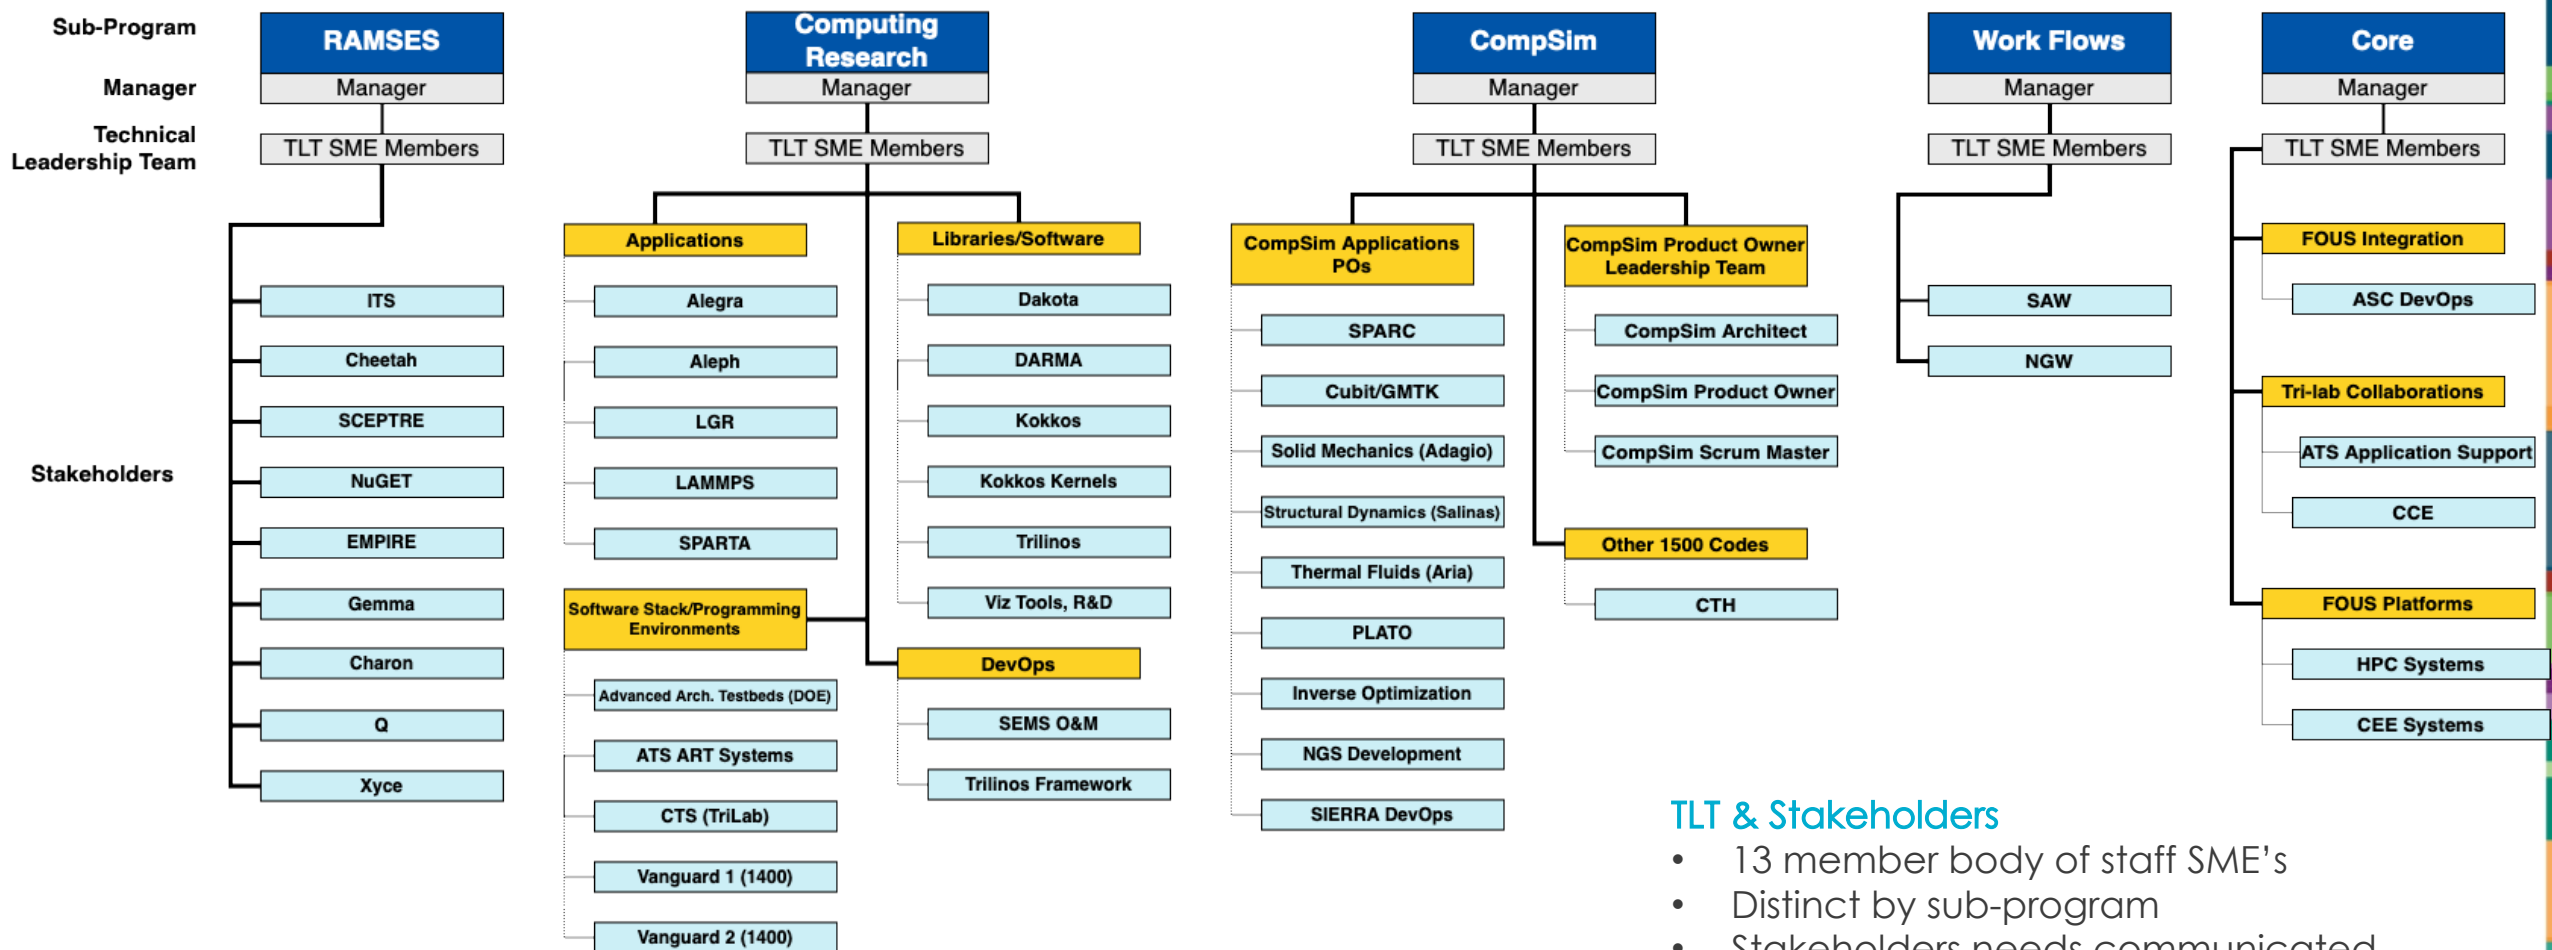 Sub-Program
Manager
Technical
Leadership Team
Stakeholders
RAMSES
Manager
TLT SME Members
ITS
Cheetah
SCEPTRE
NuGET
EMPIRE
Gemma
Charon
Q
Xyce
Computing
Research
Manager
TLT SME Members
Applications
Alegra
Aleph
LGR
LAMMPS
SPARTA
Software Stack/Programming
Environments
Advanced Arch. Testbeds (DOE)
ATS ART Systems
CTS (TriLab)
Vanguard 1 (1400)
Vanguard 2 (1400)
Libraries/Software
Dakota
DARMA
Kokkos
Kokkos Kernels
Trilinos
Viz Tools, R&D
DevOps
SEMS O&M
Trilinos Framework
CompSim
Manager
TLT SME Members
CompSim Applications
POs
SPARC
Cubit/GMTK
Solid Mechanics (Adagio)
Structural Dynamics (Salinas)
Thermal Fluids (Aria)
PLATO
Inverse Optimization
NGS Development
SIERRA DevOps
CompSim Product Owner
Leadership Team
CompSim Architect
CompSim Product Owner
CompSim Scrum Master
Other 1500 Codes
CTH
Work Flows
Manager
TLT SME Members
SAW
NGW
Core
Manager
TLT SME Members
FOUS Integration
ASC DevOps
Tri-lab Collaborations
ATS Application Support
CCE
FOUS Platforms
HPC Systems
CEE Systems
TLT & Stakeholders
• 13 member body of staff SME's
• Distinct by sub-program
• Stakeholders needs communicated